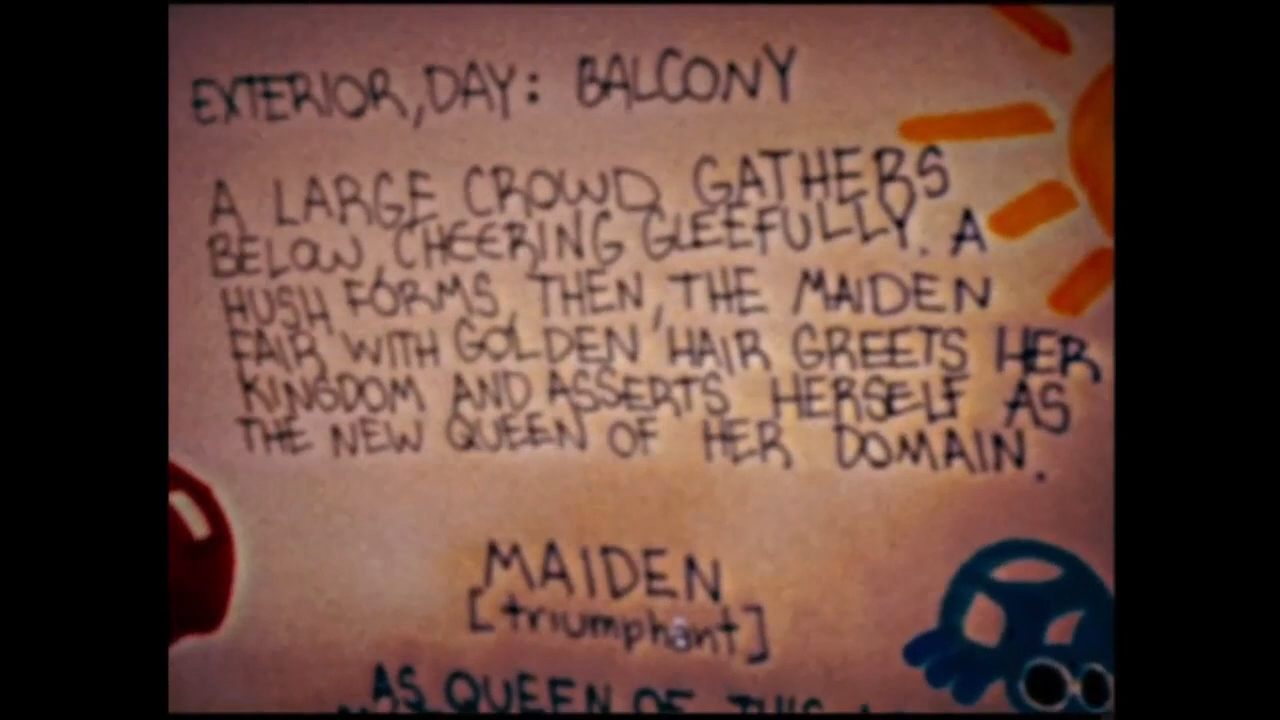 EXTERIOR, DAY: BALCONY
A LARGE CROWD GATHERS
BELOW CHEERING GLEEFULLY. A
HUSH FORMS, THEN, THE MAIDEN
FAIR WITH GOLDEN HAIR GREETS HER
KINGDOM AND ASSERTS HERSELF AS
THE NEW QUEEN OF HER DOMAIN.
MAIDEN
[triumphant]
AS QUEEN OF THIS